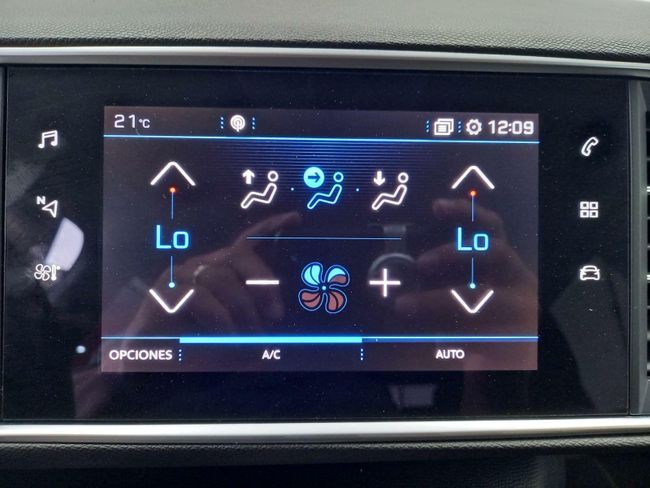 21°C 12:09
N
Lo Lo
OPCIONES A/C AUTO